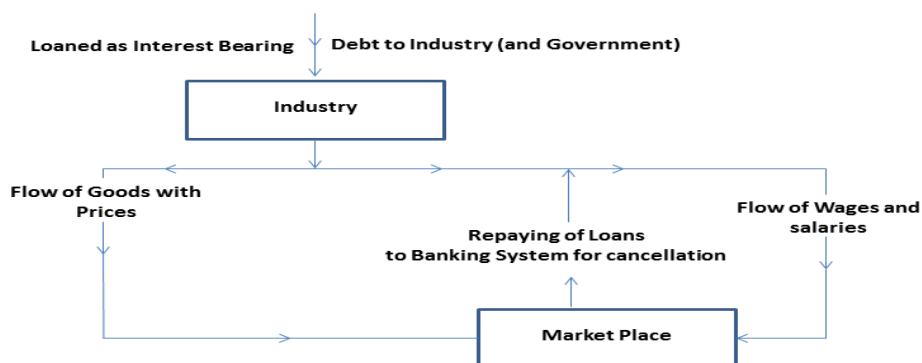 Loaned as Interest Bearing
Debt to Industry (and Government)
Industry
Flow of Goods with
Prices
Flow of Wages and
salaries
Repaying of Loans
to Banking System for cancellation
Market Place